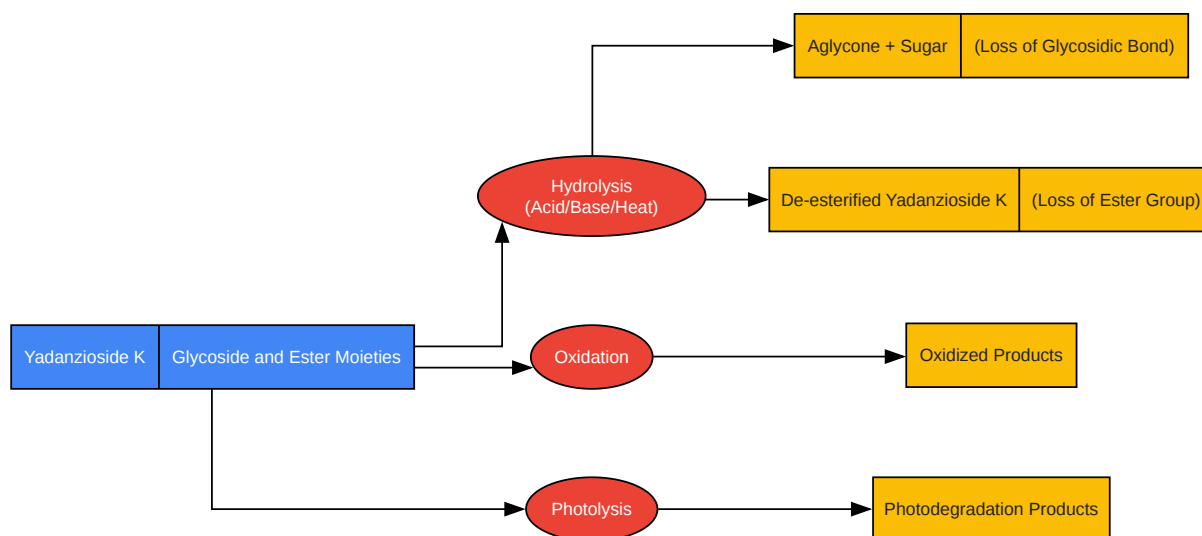 Aglycone + Sugar
(Loss of Glycosidic Bond)
Hydrolysis
(Acid/Base/Heat)
De-esterified Yadanzioside K
(Loss of Ester Group)
Yadanzioside K
Glycoside and Ester Moieties
Oxidation
Oxidized Products
Photolysis
Photodegradation Products